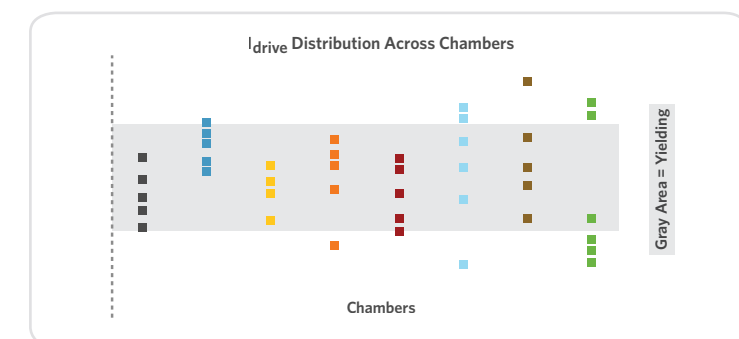 Idrive Distribution Across Chambers
Gray Area = Yielding
Chambers